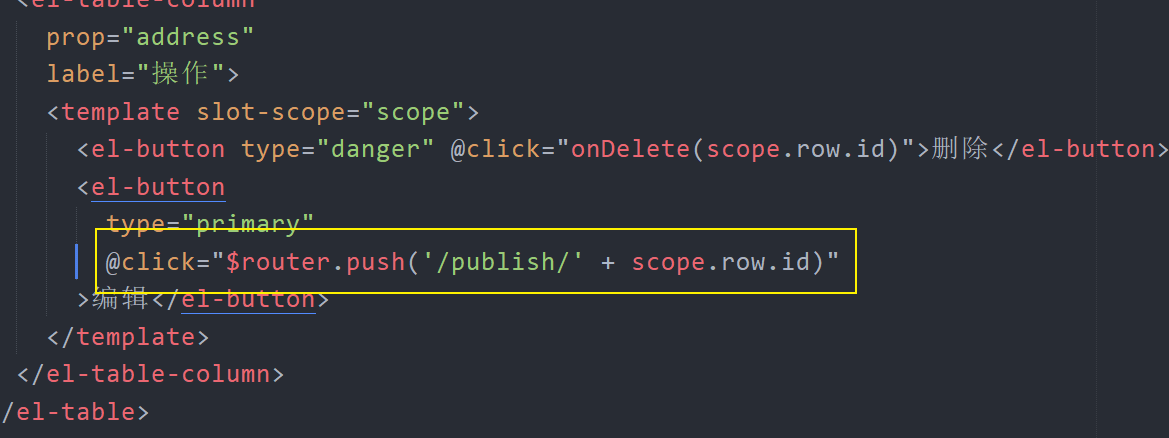 <el-table-column
prop="address"
label="操作">
<template slot-scope="scope">
<el-button type="danger" @click="onDelete(scope.row.id)">删除</el-button>
<el-button
type="primary"
@click="$router.push('/publish/' + scope.row.id)"
>编辑</el-button>
</template>
</el-table-column>
/el-table>